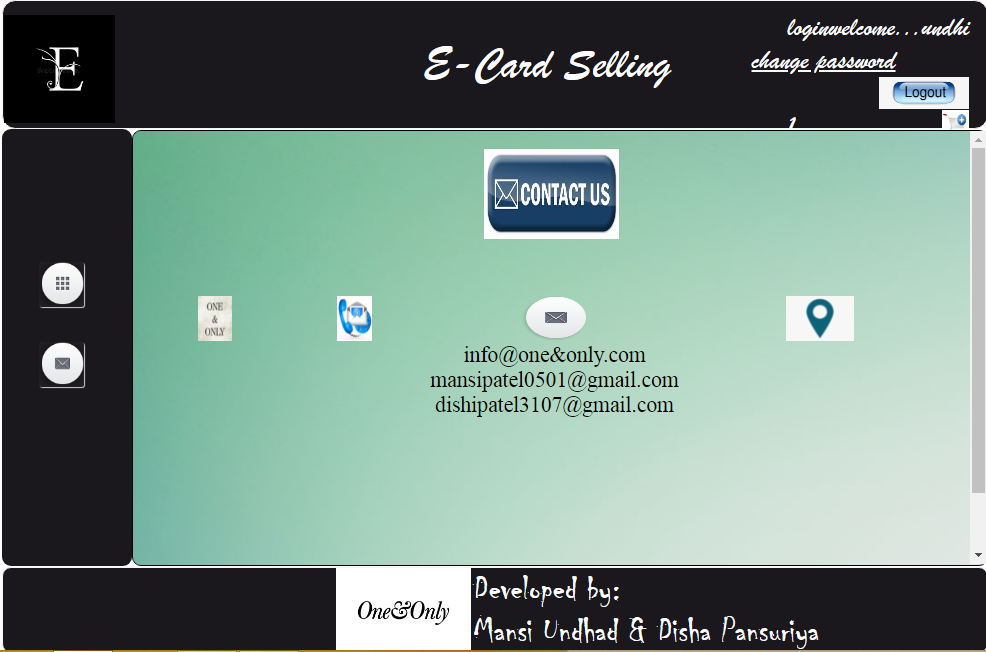 E
E-Card Selling
loginwelcome...undhi
change password
Logout
CONTACT US
ONE
&
ONLY
info@one&only.com
mansipatel0501@gmail.com
dishipatel3107@gmail.com
One&Only
Developed by:
Mansi Undhad & Disha Pansuriya